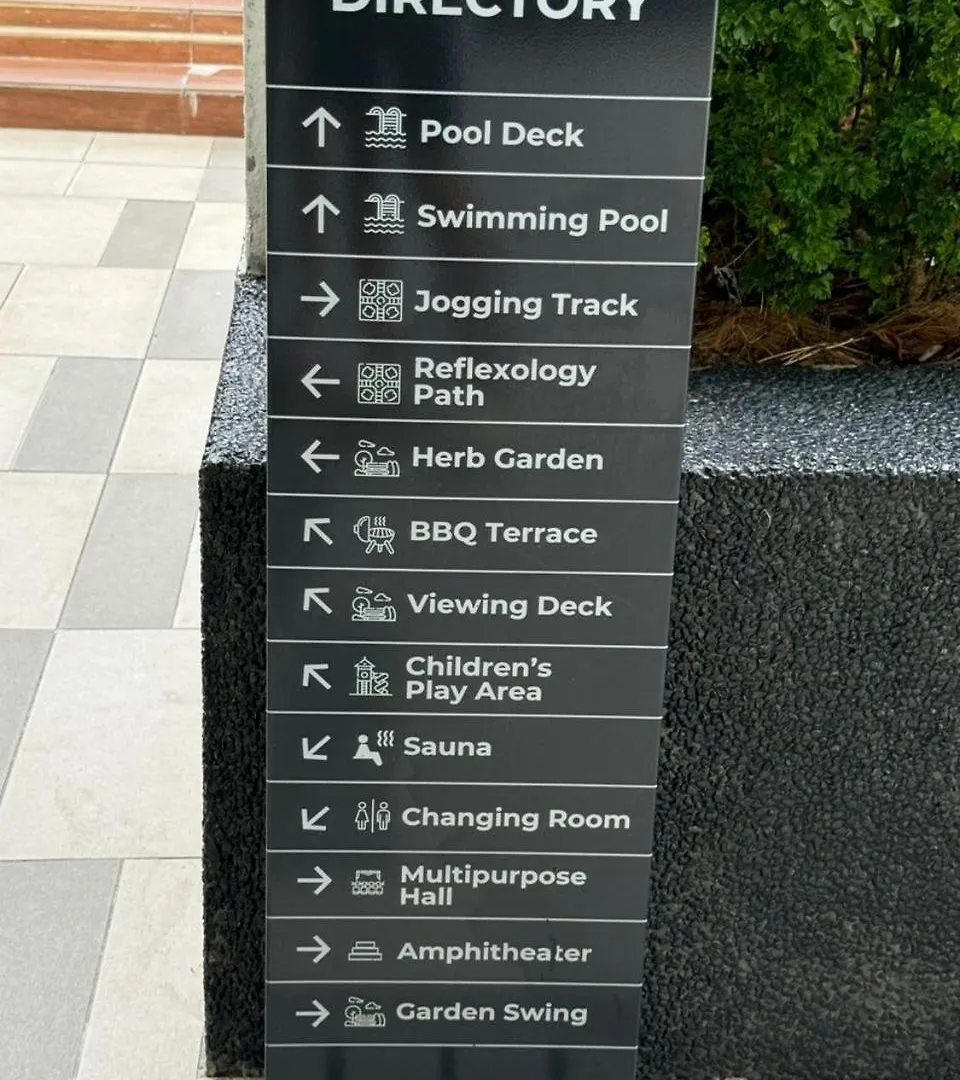 DIRECTORY
Pool Deck
Swimming Pool
Jogging Track
Reflexology
Path
Herb Garden
BBQ Terrace
Viewing Deck
Children's
Play Area
Sauna
Changing Room
Multipurpose
Hall
Amphitheater
Garden Swing